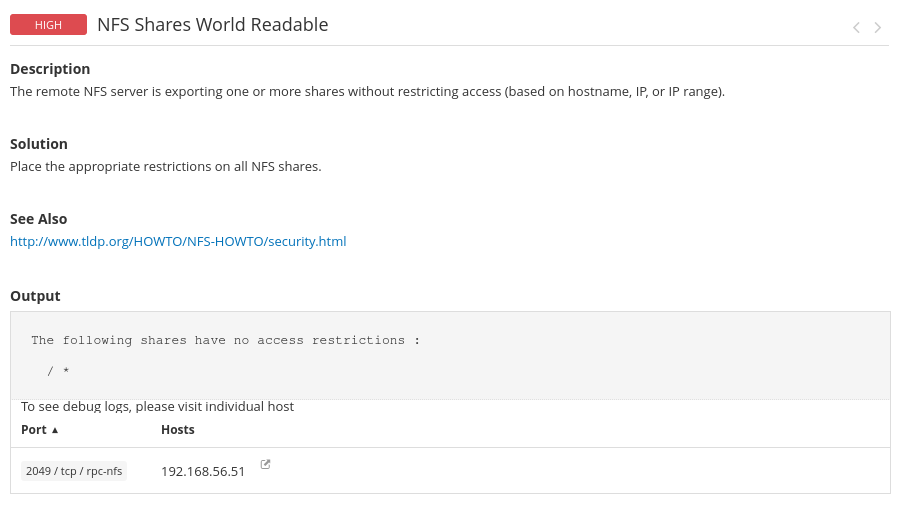 HIGH NFS Shares World Readable
Description
The remote NFS server is exporting one or more shares without restricting access (based on hostname, IP, or IP range).
Solution
Place the appropriate restrictions on all NFS shares.
See Also
http://www.tldp.org/HOWTO/NFS-HOWTO/security.html
Output
The following shares have no access restrictions :
/ *
To see debug logs, please visit individual host
Port ▲ Hosts
2049 / tcp / rpc-nfs 192.168.56.51